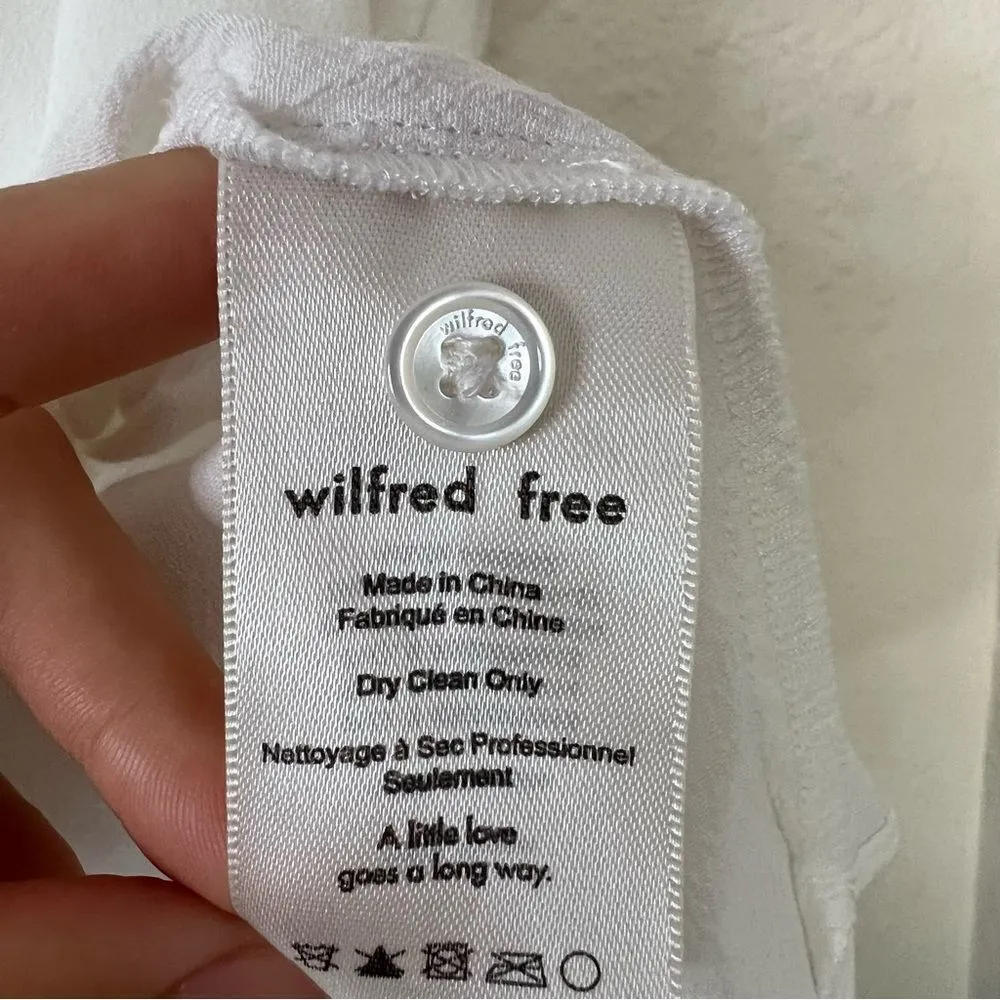 wilfred free
wilfred free
Made in China
Fabriqué en Chine
Dry Clean Only
Nettoyage à Sec Professionnel
Seulement
A little love
goes a long way.